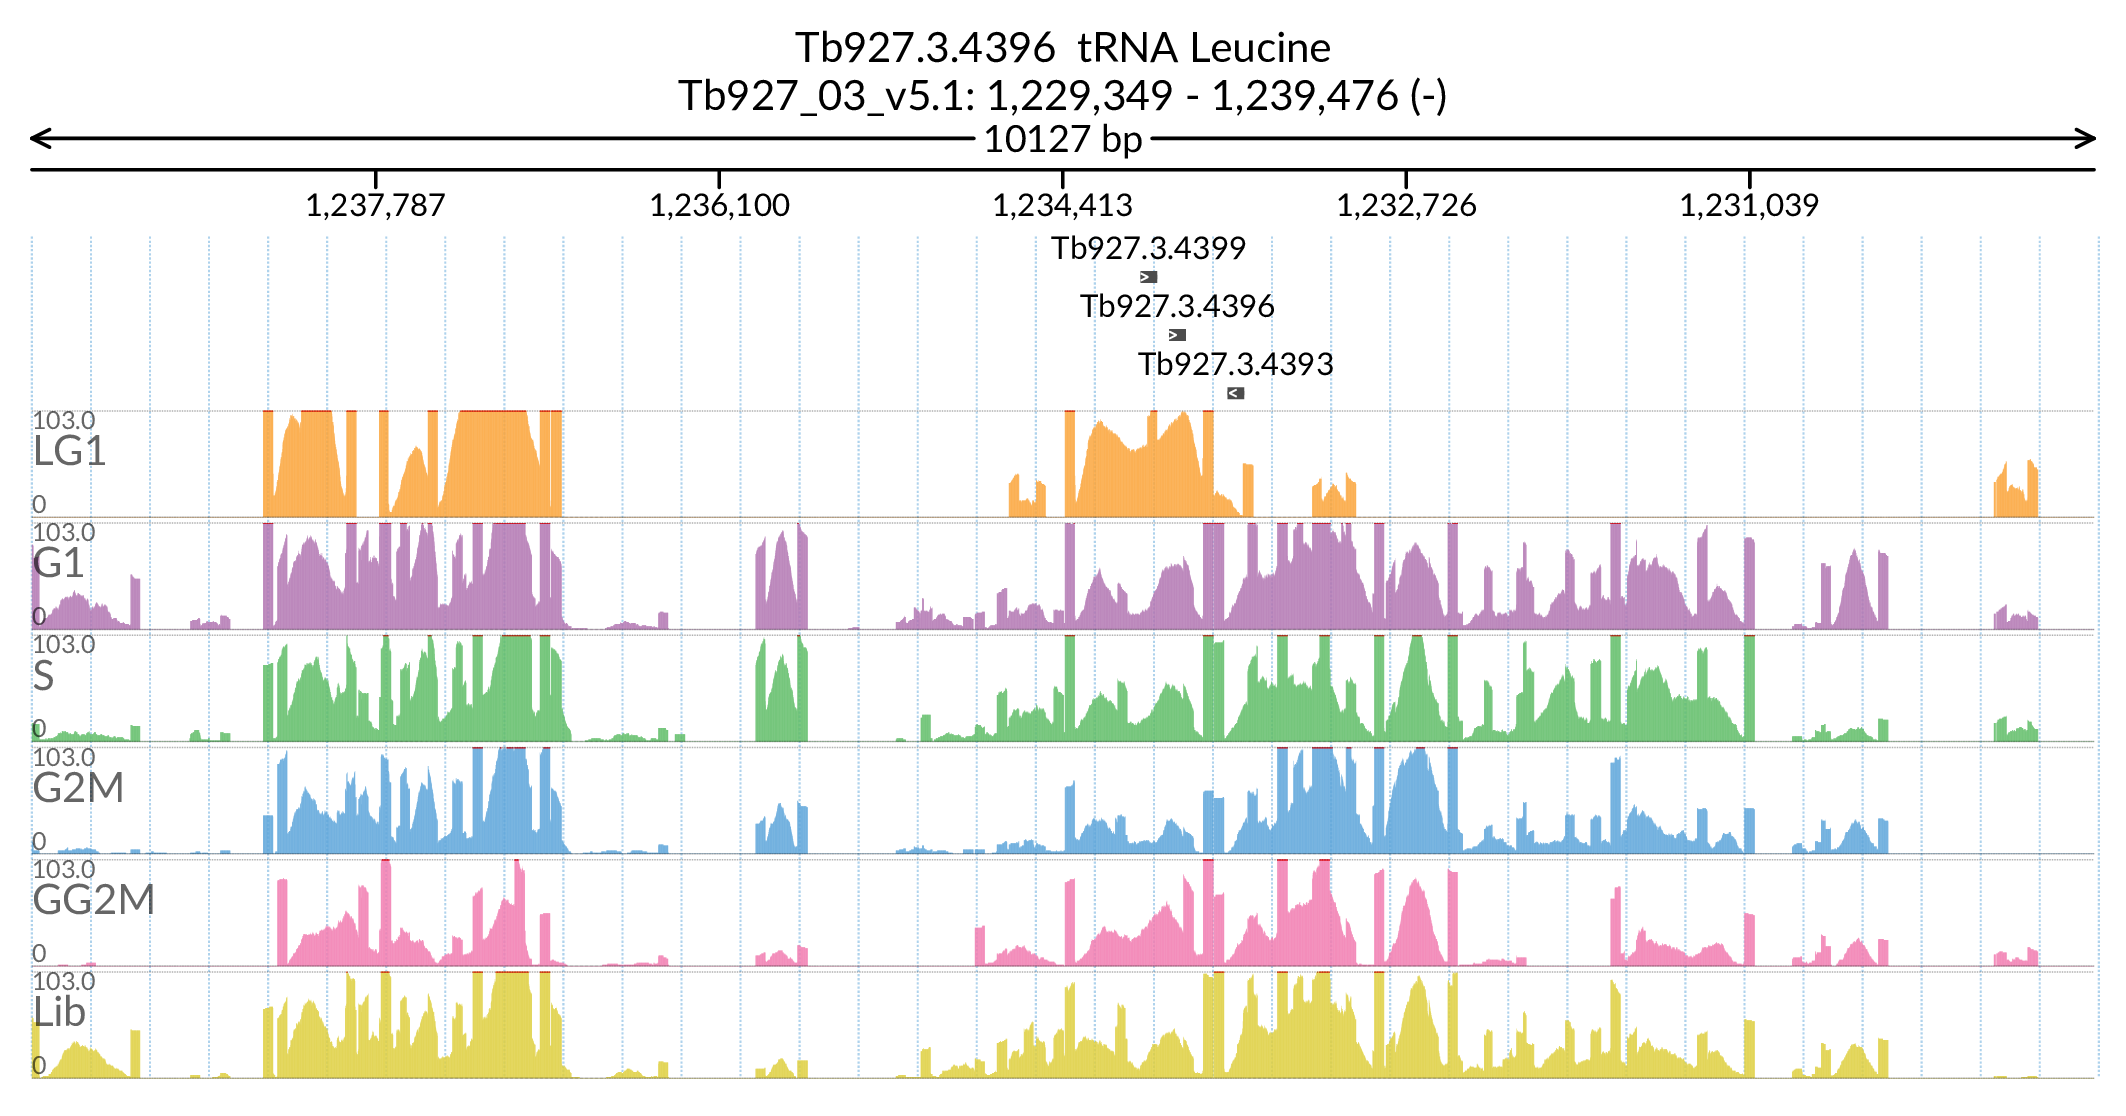 Tb927.3.4396 tRNA Leucine
Tb927_03_v5.1: 1,229,349 - 1,239,476 (-)
10127 bp
1,237,787 1,236,100 1,234,413 1,232,726 1,231,039
Tb927.3.4399
Tb927.3.4396
Tb927.3.4393
103.0
LG1
0
103.0
G1
0
103.0
S
0
103.0
G2M
0
103.0
GG2M
0
103.0
Lib
0